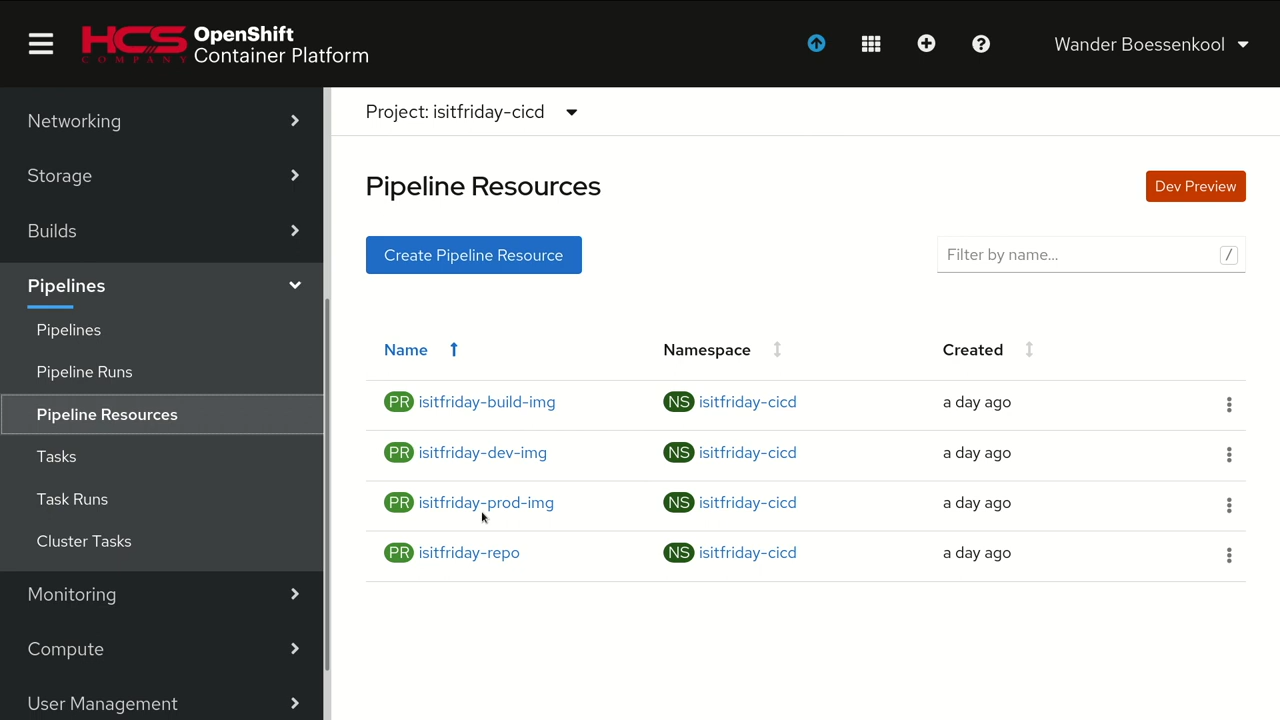 HCS
COMPANY
OpenShift
Container Platform
Wander Boessenkool
Networking
Storage
Builds
Pipelines
Pipelines
Pipeline Runs
Pipeline Resources
Tasks
Task Runs
Cluster Tasks
Monitoring
Compute
User Management
Project: isitfriday-cicd
Pipeline Resources
Dev Preview
Create Pipeline Resource
Filter by name...
/
Name Namespace Created
PR isitfriday-build-img NS isitfriday-cicd a day ago
PR isitfriday-dev-img NS isitfriday-cicd a day ago
PR isitfriday-prod-img NS isitfriday-cicd a day ago
PR isitfriday-repo NS isitfriday-cicd a day ago